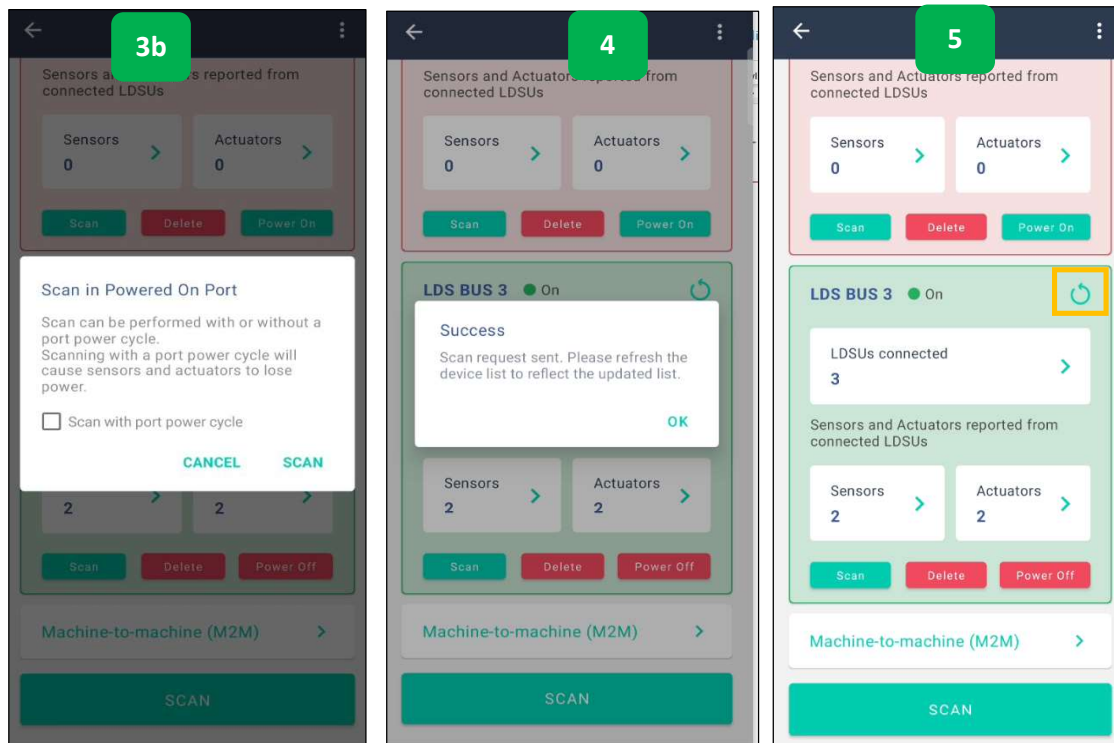 3b
Sensors a s reported from
connected LDSUs
Sensors
0
Actuators
0
Scan
Delete
Power On
Scan in Powered On Port
Scan can be performed with or without a
port power cycle.
Scanning with a port power cycle will
cause sensors and actuators to lose
power.
Scan with port power cycle
CANCEL
SCAN
2
2
Scan
Delete
Power Off
Machine-to-machine (M2M)
SCAN
4
Sensors and Actuators reported from
connected LDSUs
Sensors
0
Actuators
0
Scan
Delete
Power On
LDS BUS 3
On
Success
Scan request sent. Please refresh the
device list to reflect the updated list.
OK
Sensors
2
Actuators
2
Scan
Delete
Power Off
Machine-to-machine (M2M)
SCAN
5
Sensors and Actuators reported from
connected LDSUs
Sensors
0
Actuators
0
Scan
Delete
Power On
LDS BUS 3
On
LDSUs connected
3
Sensors and Actuators reported from
connected LDSUs
Sensors
2
Actuators
2
Scan
Delete
Power Off
Machine-to-machine (M2M)
SCAN